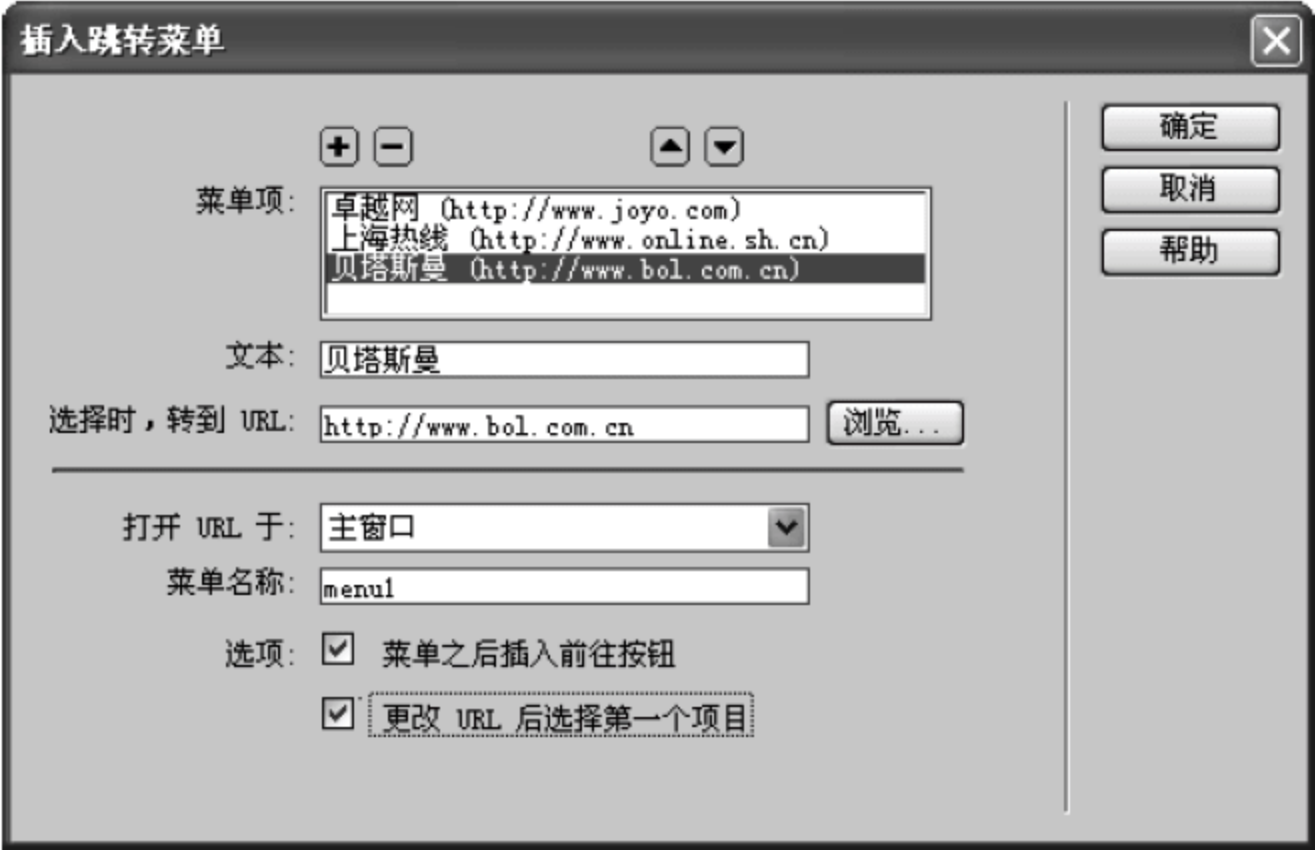 插入跳转菜单
确定
取消
帮助
菜单项:
卓越网 (http://www.joyo.com)
上海热线 (http://www.online.sh.cn)
贝塔斯曼 (http://www.bol.com.cn)
文本: 贝塔斯曼
选择时,转到 URL: http://www.bol.com.cn 浏览...
打开 URL 于: 主窗口
菜单名称: menu1
选项: 菜单之后插入前往按钮
更改 URL 后选择第一个项目